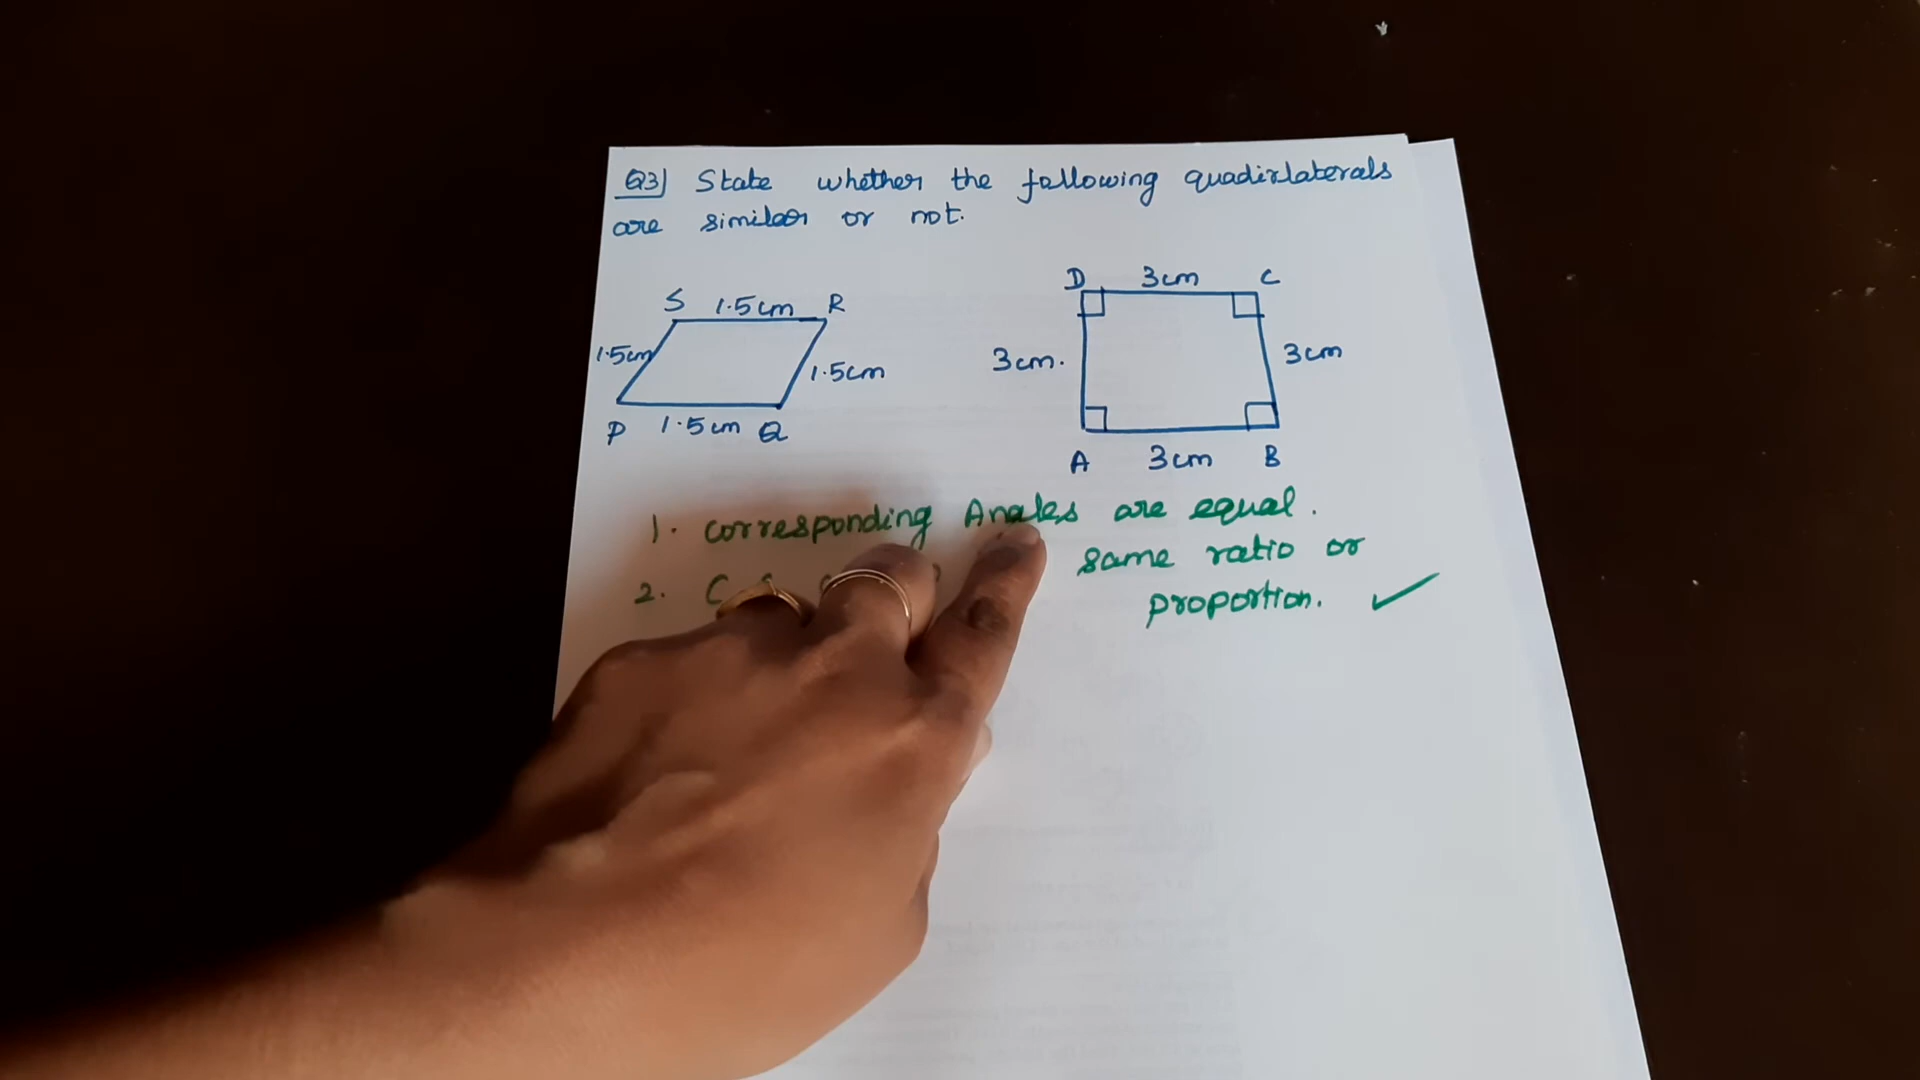 Q3) State whether the following quadirlaterals
are similar or not.
S 1.5cm R
1.5cm
1.5cm
P 1.5cm Q
D 3cm C
3cm.
3cm
A 3cm B
1. corresponding Angles are equal.
2. C
same ratio or
proportion. ✓